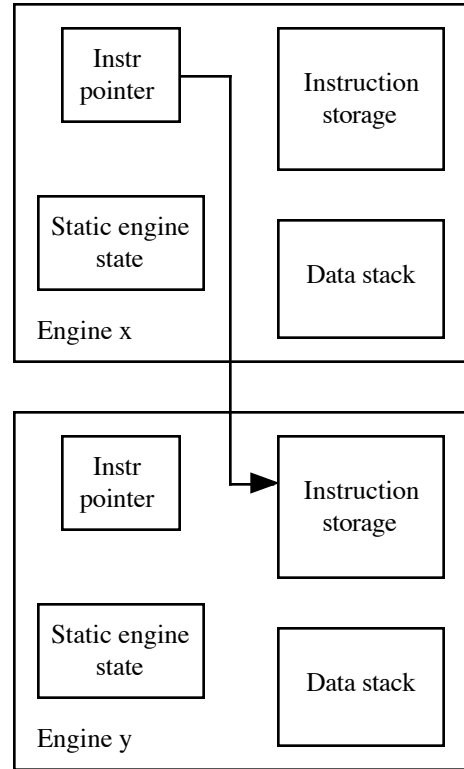 Instr
pointer
Instruction
storage
Static engine
state
Data stack
Engine x
Instr
pointer
Instruction
storage
Static engine
state
Data stack
Engine y